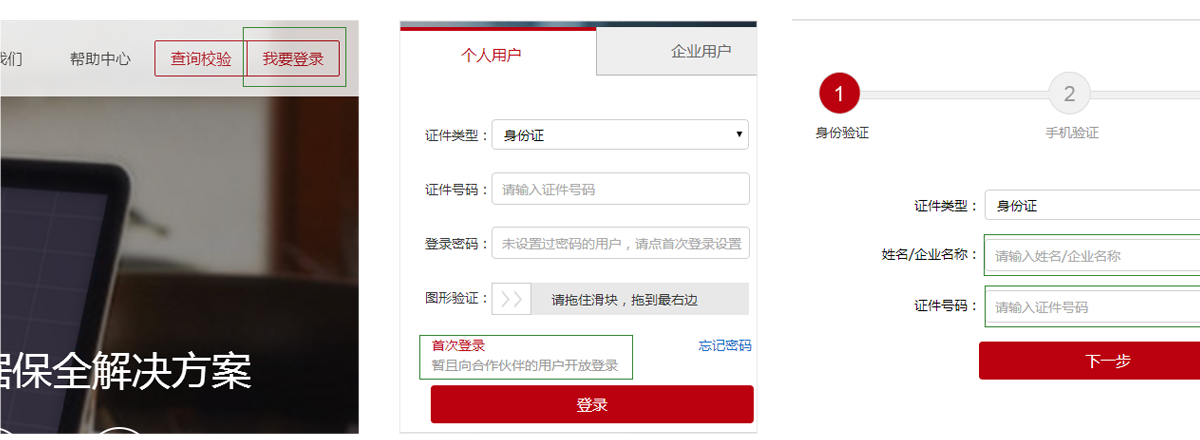 我们 帮助中心 查询校验 我要登录
据保全解决方案
个人用户 企业用户
证件类型： 身份证
证件号码： 请输入证件号码
登录密码： 未设置过密码的用户，请点首次登录设置
图形验证： 请拖住滑块，拖到最右边
首次登录 忘记密码
暂且向合作伙伴的用户开放登录
登录
1 2
身份验证 手机验证
证件类型： 身份证
姓名/企业名称： 请输入姓名/企业名称
证件号码： 请输入证件号码
下一步